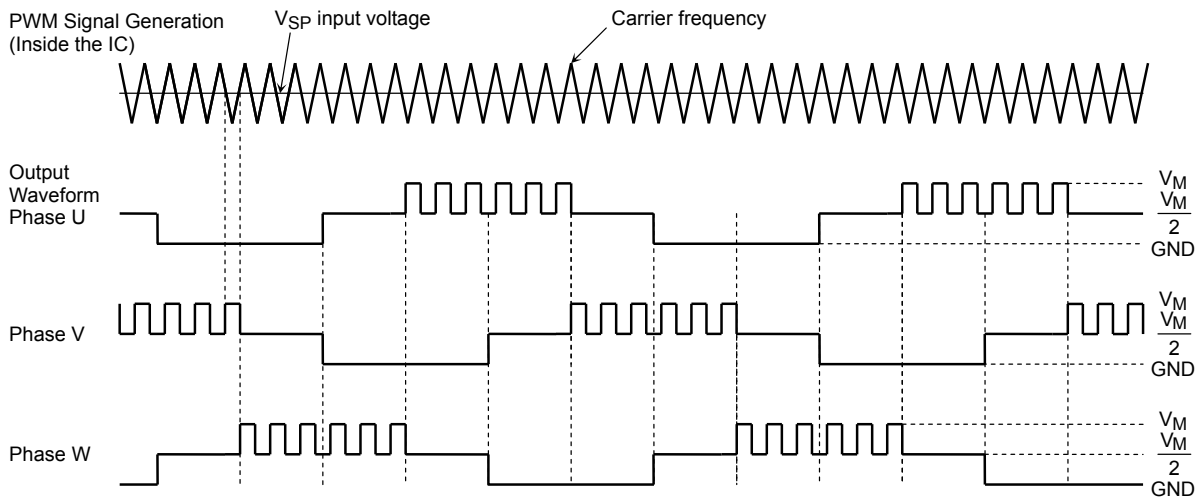 PWM Signal Generation
(Inside the IC)
VSP input voltage
Carrier frequency
Output
Waveform
Phase U
VM
VM
2
GND
Phase V
VM
VM
2
GND
Phase W
VM
VM
2
GND